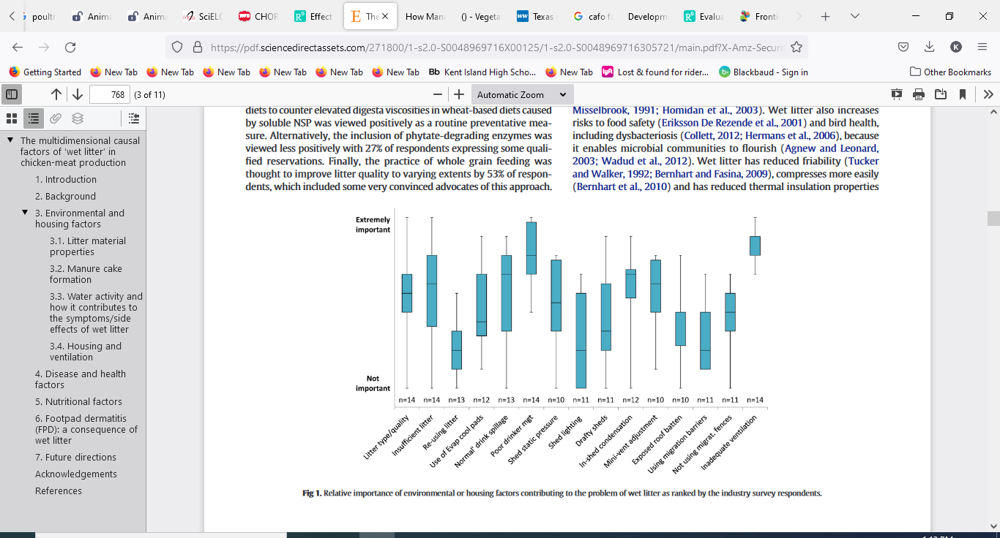 poultr
Anima
Anima
SciELC
CHOR
Effect
The
How Man
() - Vegeta
Texas
cafo f
Developm
Evalua
Fronti
https://pdf.sciencedirectassets.com/271800/1-s2.0-S0048969716X00125/1-s2.0-S0048969716305721/main.pdf?X-Amz-Securi
K
Getting Started
New Tab
New Tab
New Tab
New Tab
New Tab
New Tab
Bb Kent Island High Scho...
New Tab
lyR Lost & found for rider...
b Blackbaud - Sign in
Other Bookmarks
768 (3 of 11)
Automatic Zoom
The multidimensional causal
factors of 'wet litter' in
chicken-meat production
1. Introduction
2. Background
3. Environmental and
housing factors
3.1. Litter material
properties
3.2. Manure cake
formation
3.3. Water activity and
how it contributes to
the symptoms/side
effects of wet litter
3.4. Housing and
ventilation
4. Disease and health
factors
5. Nutritional factors
6. Footpad dermatitis
(FPD): a consequence of
wet litter
7. Future directions
Acknowledgements
References
diets to counter elevated digesta viscosities in wheat-based diets caused
by soluble NSP was viewed positively as a routine preventative mea-
sure. Alternatively, the inclusion of phytate-degrading enzymes was
viewed less positively with 27% of respondents expressing some quali-
fied reservations. Finally, the practice of whole grain feeding was
thought to improve litter quality to varying extents by 53% of respon-
dents, which included some very convinced advocates of this approach.
Misselbrook, 1991; Homidan et al., 2003). Wet litter also increases
risks to food safety (Eriksson De Rezende et al., 2001) and bird health,
including dysbacteriosis (Collett, 2012; Hermans et al., 2006), because
it enables microbial communities to flourish (Agnew and Leonard,
2003; Wadud et al., 2012). Wet litter has reduced friability (Tucker
and Walker, 1992; Bernhart and Fasina, 2009), compresses more easily
(Bernhart et al., 2010) and has reduced thermal insulation properties
Extremely
important
Not
important
n=14
n=14
n=13
n=12
n=13
n=14
n=10
n=11
n=11
n=12
n=10
n=10
n=11
n=11
n=14
Litter type/quality
Insufficient litter
Re-using litter
Use of Evap cool pads
Normal' drink spillage
Poor drinker mgt
Shed static pressure
Shed lighting
Drafty sheds
In-shed condensation
Mini-vent adjustment
Exposed roof batten
Using migration barriers
Not using migrat. fences
Inadequate ventilation
Fig 1. Relative importance of environmental or housing factors contributing to the problem of wet litter as ranked by the industry survey respondents.